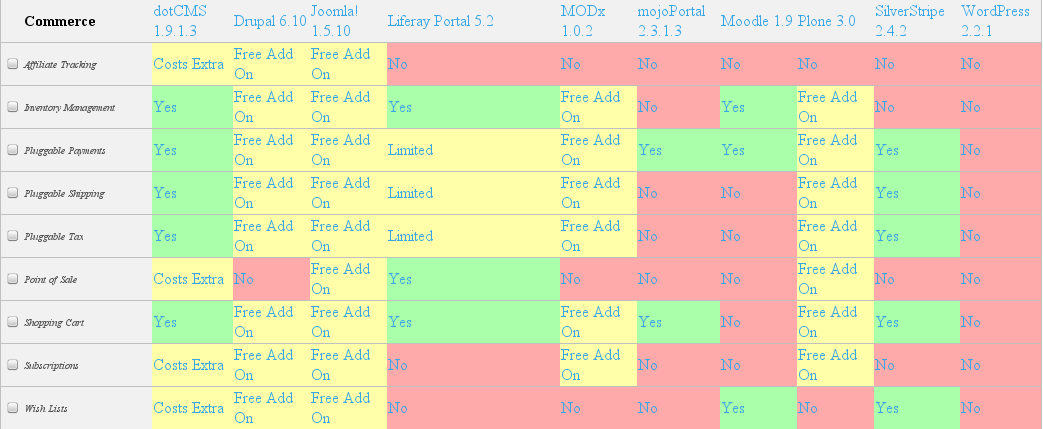 Commerce dotCMS 1.9.1.3 Drupal 6.10 Joomla! 1.5.10 Liferay Portal 5.2 MODx 1.0.2 mojoPortal 2.3.1.3 Moodle 1.9 Plone 3.0 SilverStripe 2.4.2 WordPress 2.2.1
Affiliate Tracking Costs Extra Free Add On Free Add On No No No No No No No
Inventory Management Yes Free Add On Free Add On Yes Free Add On No Yes Free Add On No No
Pluggable Payments Yes Free Add On Free Add On Limited Free Add On Yes Yes Free Add On Yes No
Pluggable Shipping Yes Free Add On Free Add On Limited Free Add On No No Free Add On Yes No
Pluggable Tax Yes Free Add On Free Add On Limited Free Add On No No Free Add On Yes No
Point of Sale Costs Extra No Free Add On Yes No No No Free Add On No No
Shopping Cart Yes Free Add On Free Add On Yes Free Add On Yes No Free Add On Yes No
Subscriptions Costs Extra Free Add On Free Add On No Free Add On No No Free Add On No No
Wish Lists Costs Extra Free Add On Free Add On No No No Yes No Yes No